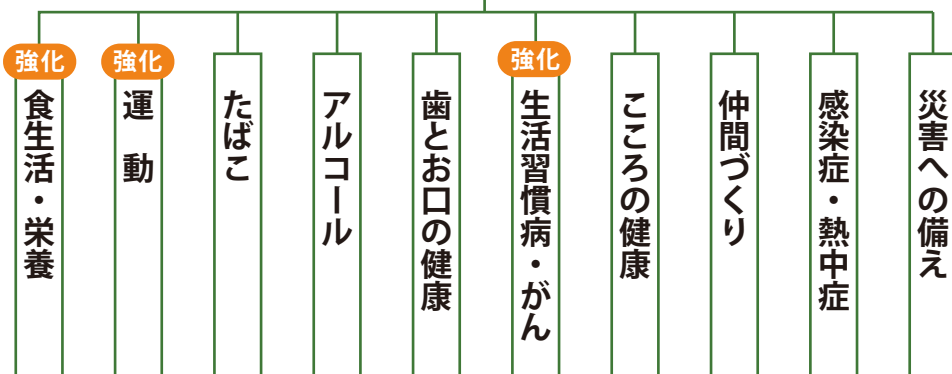 強化
食生活・栄養
強化
運　動
たばこ
アルコール
歯とお口の健康
強化
生活習慣病・がん
こころの健康
仲間づくり
感染症・熱中症
災害への備え